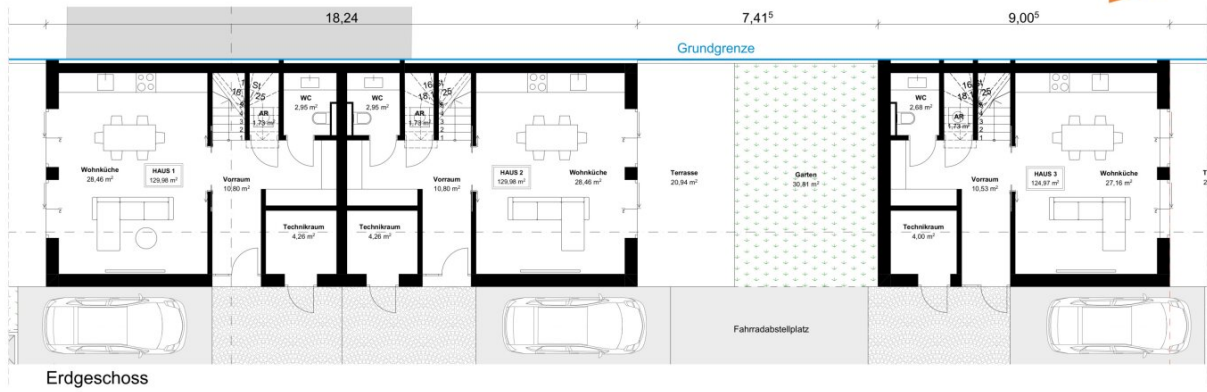 18,24
7,41⁵
9,00⁵
Grundgrenze
WC
2,95 m²
AR
1,73 m²
Wohnküche
28,46 m²
HAUS 1
129,98 m²
Vorraum
10,80 m²
Technikraum
4,26 m²
WC
2,95 m²
AR
1,73 m²
Vorraum
10,80 m²
HAUS 2
129,98 m²
Wohnküche
28,46 m²
Technikraum
4,26 m²
Terrasse
20,94 m²
Garten
30,81 m²
WC
2,68 m²
AR
1,73 m²
Vorraum
10,53 m²
HAUS 3
124,97 m²
Wohnküche
27,16 m²
Technikraum
4,00 m²
Fahrradabstellplatz
Erdgeschoss